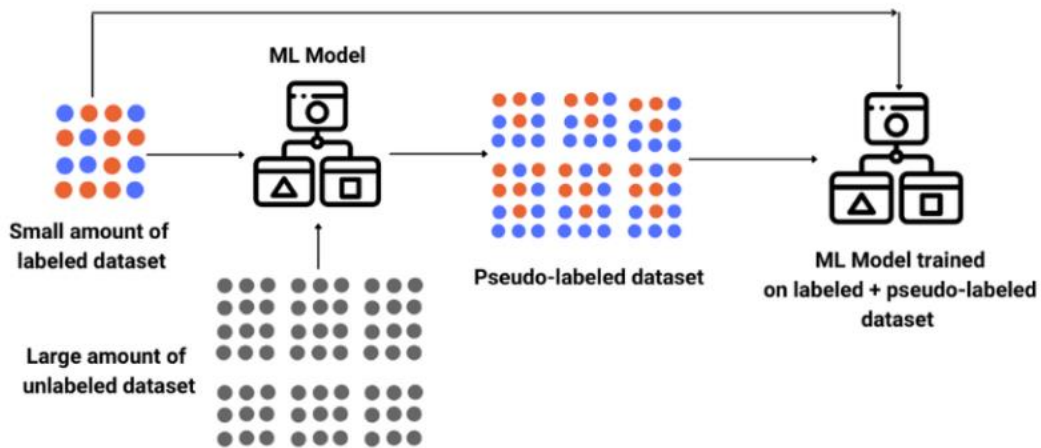 ML Model
Small amount of
labeled dataset
Pseudo-labeled dataset
ML Model trained
on labeled + pseudo-labeled
dataset
Large amount of
unlabeled dataset